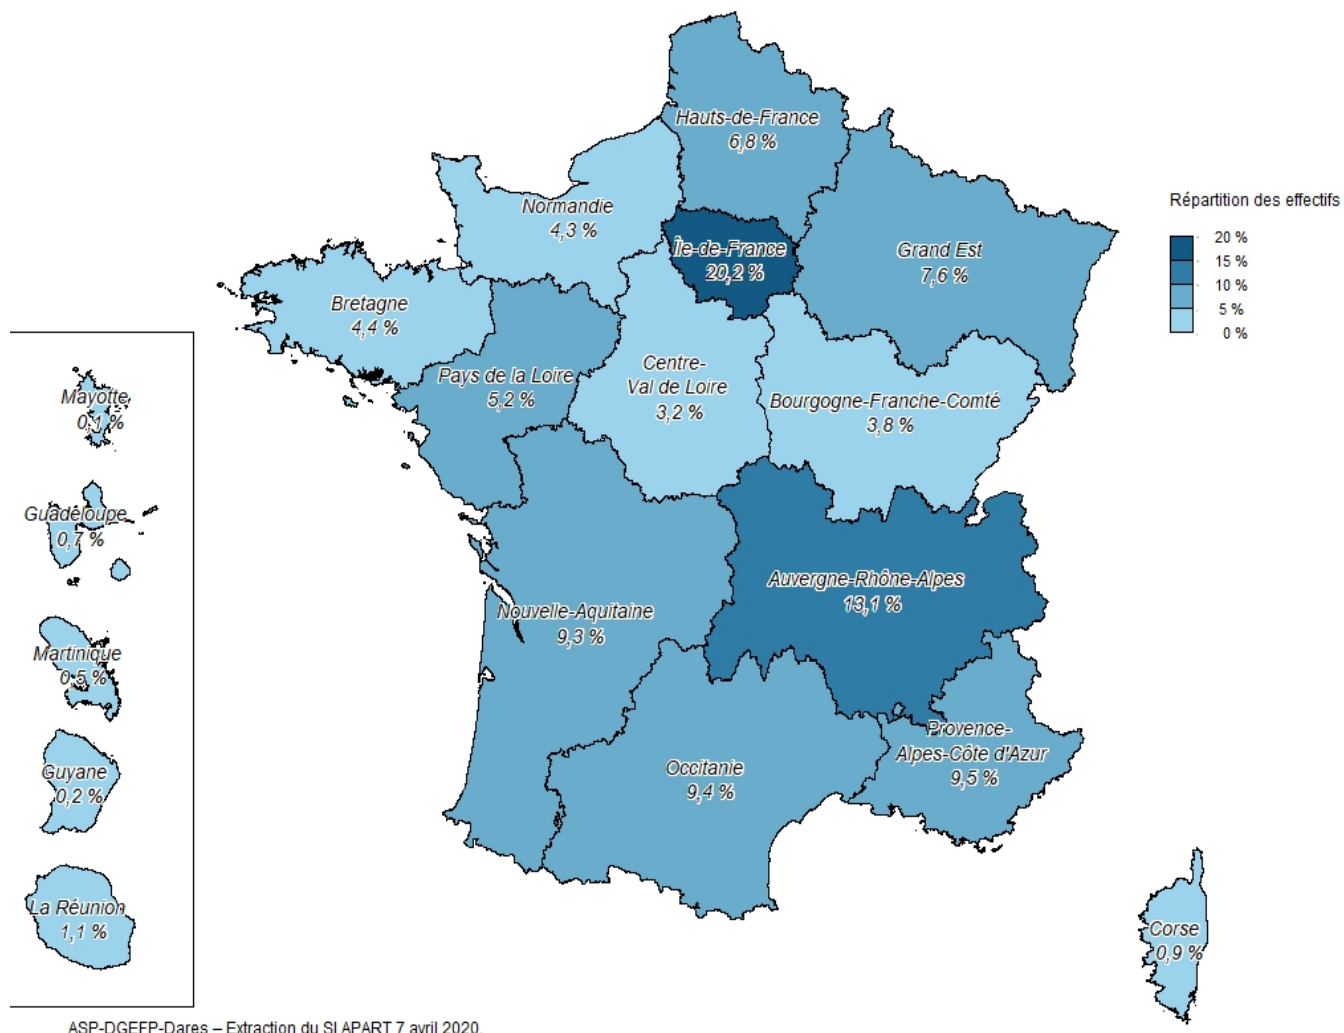 Hauts-de-France
6,8 %
Normandie
4,3 %
Île-de-France
20,2 %
Grand Est
7,6 %
Bretagne
4,4 %
Pays de la Loire
5,2 %
Centre-
Val de Loire
3,2 %
Bourgogne-Franche-Comté
3,8 %
Auvergne-Rhône-Alpes
13,1 %
Nouvelle-Aquitaine
9,3 %
Occitanie
9,4 %
Provence-
Alpes-Côte d'Azur
9,5 %
Corse
0,9 %
Mayotte
0,1 %
Guadeloupe
0,7 %
Martinique
0,5 %
Guyane
0,2 %
La Réunion
1,1 %
Répartition des effectifs
20 %
15 %
10 %
5 %
0 %
ASP-DGEFP-Dares – Extraction du SI APART 7 avril 2020.